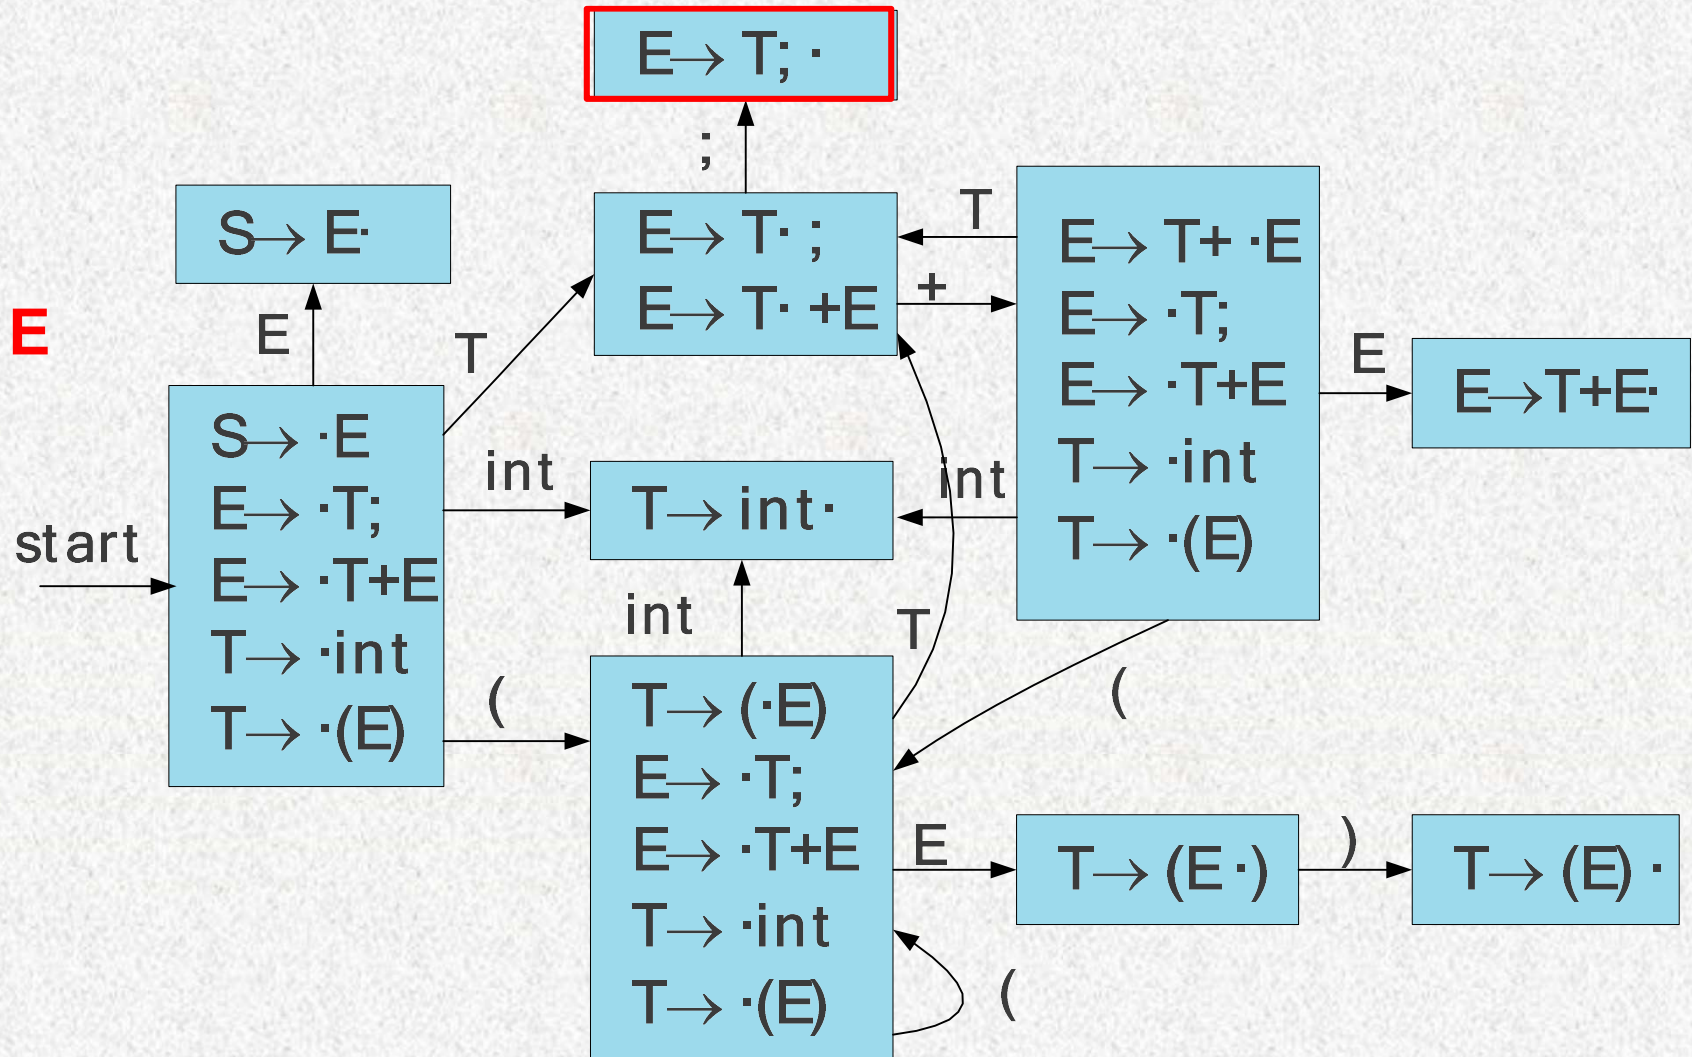 E→ T; ·
;
S→ E·
E→ T· ;
E→ T· +E
T
+
E→ T+ ·E
E→ ·T;
E→ ·T+E
T→ ·int
T→ ·(E)
E
E→T+E·
E
E
T
start
S→ ·E
E→ ·T;
E→ ·T+E
T→ ·int
T→ ·(E)
int
T→ int·
int
int
T
(
(
T→ (·E)
E→ ·T;
E→ ·T+E
T→ ·int
T→ ·(E)
E
T→ (E ·)
)
T→ (E) ·
(